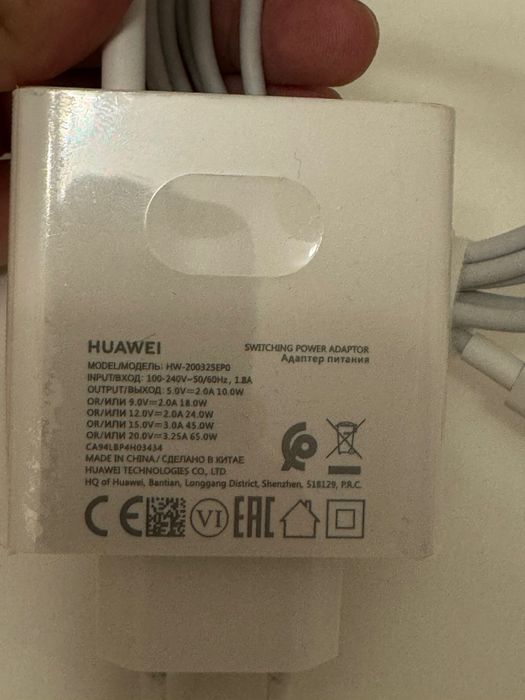 HUAWEI
SWITCHING POWER ADAPTOR
Адаптер питания
MODEL/МОДЕЛЬ: HW-200325EP0
INPUT/ВХОД: 100-240V~50/60Hz, 1.8A
OUTPUT/ВЫХОД: 5.0V⎓2.0A 10.0W
OR/ИЛИ 9.0V⎓2.0A 18.0W
OR/ИЛИ 12.0V⎓2.0A 24.0W
OR/ИЛИ 15.0V⎓3.0A 45.0W
OR/ИЛИ 20.0V⎓3.25A 65.0W
CA94LBP4H03434
MADE IN CHINA/СДЕЛАНО В КИТАЕ
HUAWEI TECHNOLOGIES CO., LTD
HQ of Huawei, Bantian, Longgang District, Shenzhen, 518129, P.R.C.
CE VI EAC